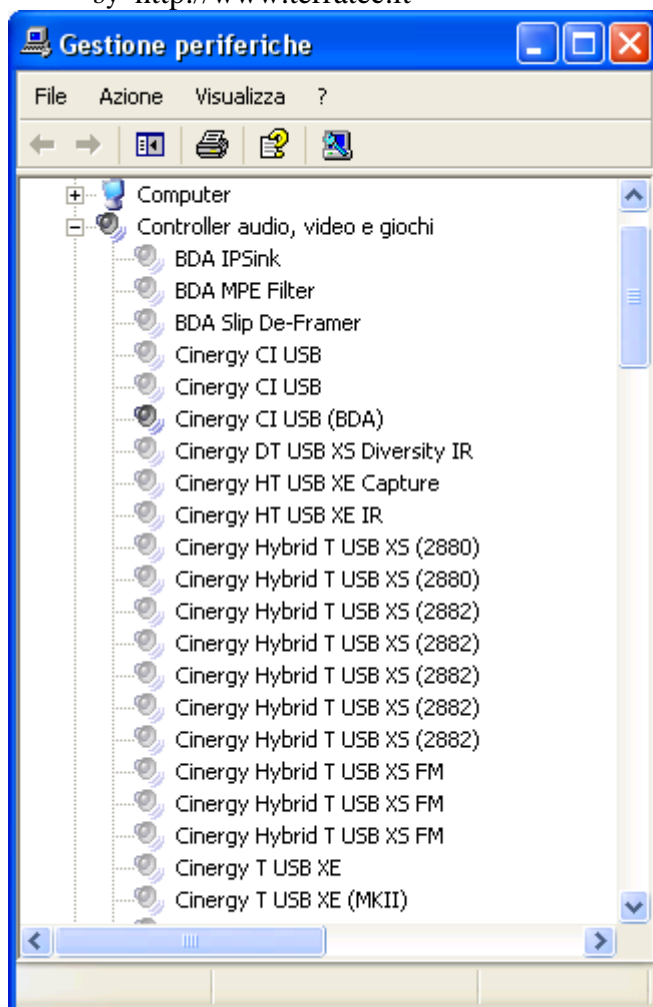 by http://www.terratec.it
Gestione periferiche
File Azione Visualizza ?
Computer
Controller audio, video e giochi
BDA IPSink
BDA MPE Filter
BDA Slip De-Framer
Cinergy CI USB
Cinergy CI USB
Cinergy CI USB (BDA)
Cinergy DT USB XS Diversity IR
Cinergy HT USB XE Capture
Cinergy HT USB XE IR
Cinergy Hybrid T USB XS (2880)
Cinergy Hybrid T USB XS (2880)
Cinergy Hybrid T USB XS (2882)
Cinergy Hybrid T USB XS (2882)
Cinergy Hybrid T USB XS (2882)
Cinergy Hybrid T USB XS (2882)
Cinergy Hybrid T USB XS (2882)
Cinergy Hybrid T USB XS FM
Cinergy Hybrid T USB XS FM
Cinergy Hybrid T USB XS FM
Cinergy T USB XE
Cinergy T USB XE (MKII)